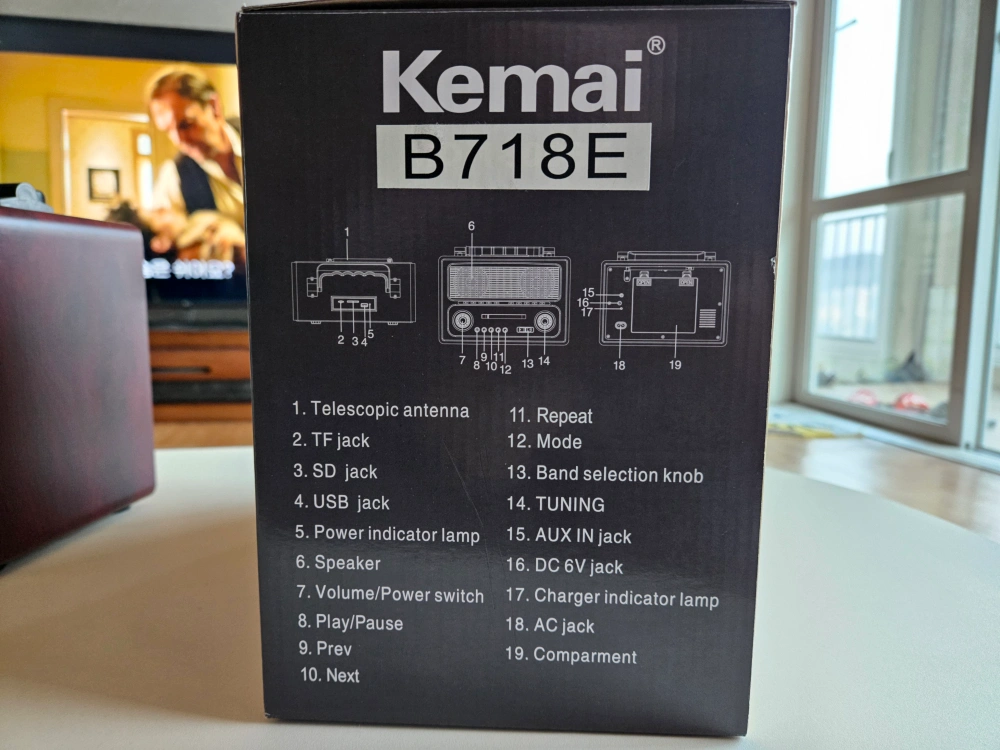 Kemai®
B718E
1
6
2 3 4 5
7 8 9 10 11 12 13 14
15
16
17
18 19
1. Telescopic antenna
2. TF jack
3. SD jack
4. USB jack
5. Power indicator lamp
6. Speaker
7. Volume/Power switch
8. Play/Pause
9. Prev
10. Next
11. Repeat
12. Mode
13. Band selection knob
14. TUNING
15. AUX IN jack
16. DC 6V jack
17. Charger indicator lamp
18. AC jack
19. Comparment